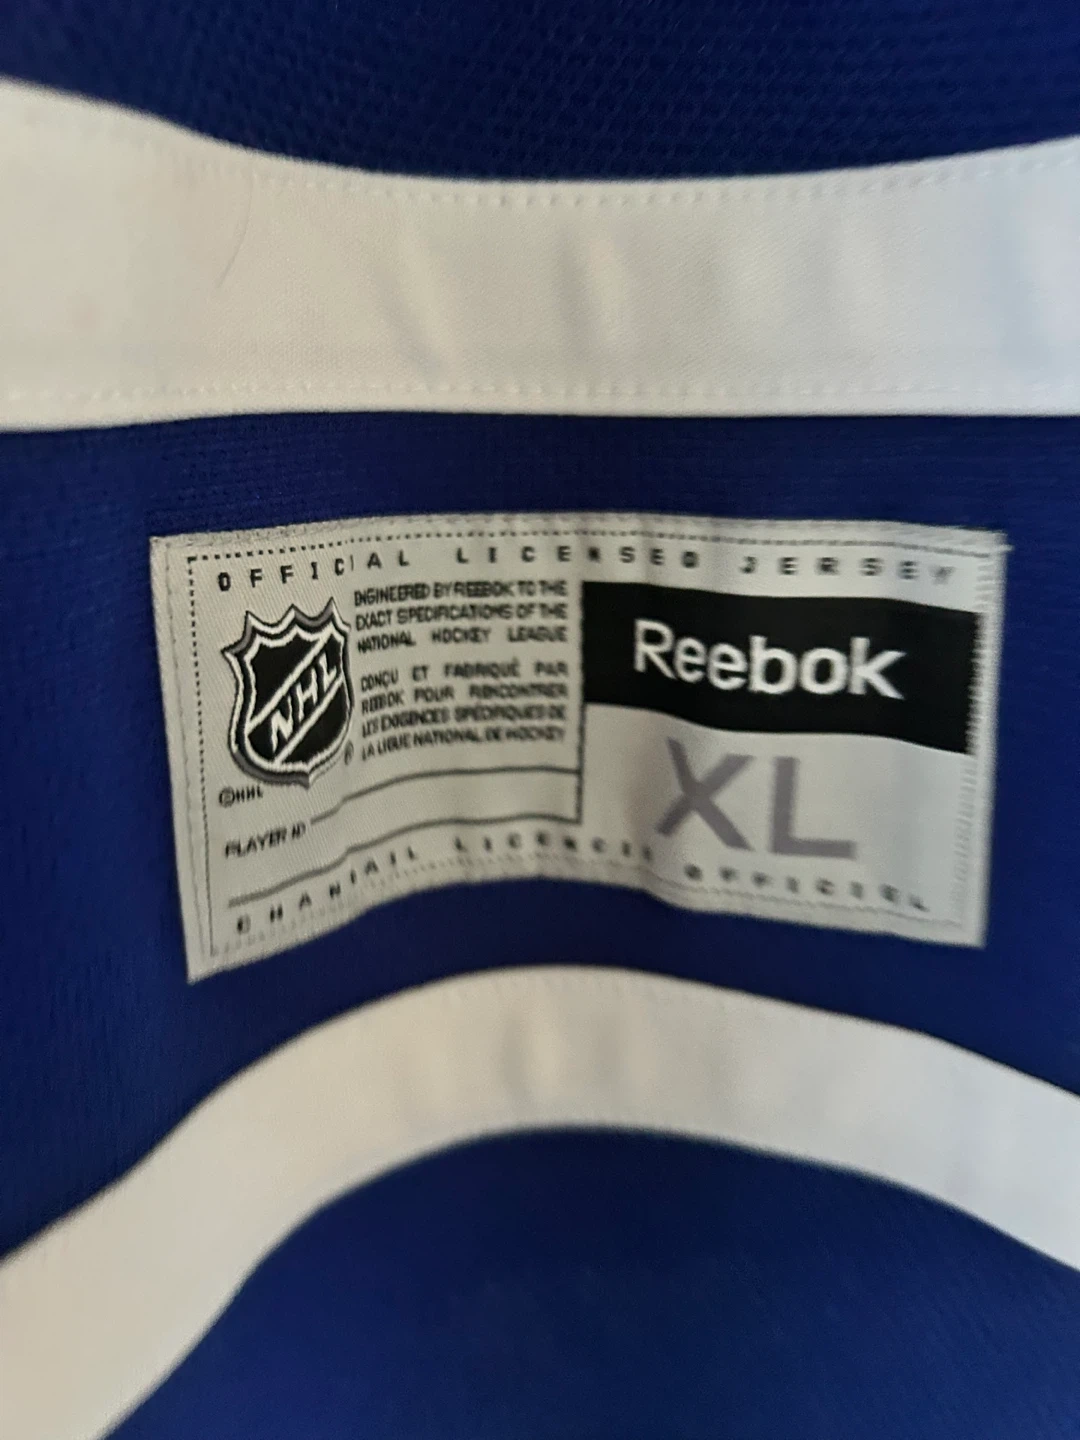 OFFICIAL LICENSED JERSEY
NHL
ENGINEERED BY REEBOK TO THE
EXACT SPECIFICATIONS OF THE
NATIONAL HOCKEY LEAGUE
CONÇU ET FABRIQUÉ PAR
REEBOK POUR RENCONTRER
LES EXIGENCES SPÉCIFIQUES DE
LA LIGUE NATIONAL DE HOCKEY
®
©NHL
PLAYER ID
Reebok
XL
CHANDAIL LICENCIÉ OFFICIEL